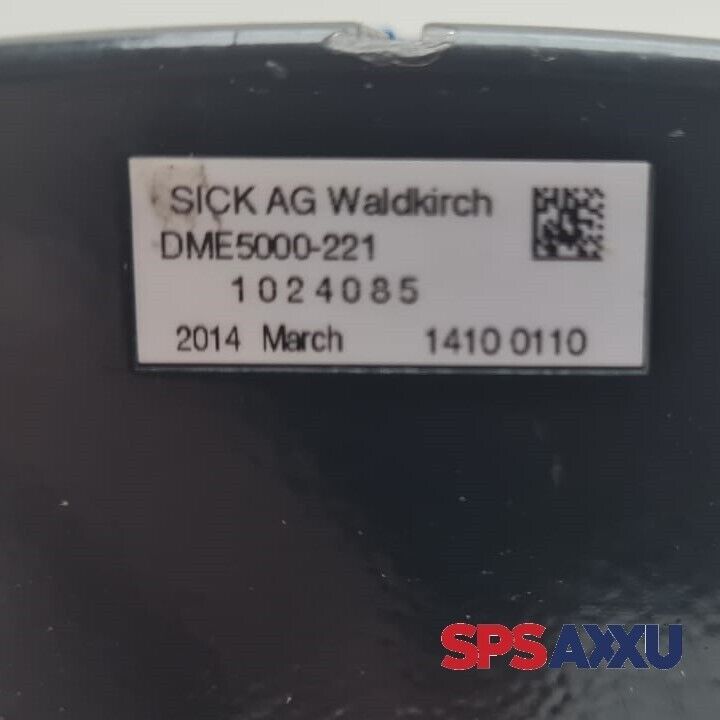 SICK AG Waldkirch
DME5000-221
1024085
2014 March 1410 0110
SPSAXXU